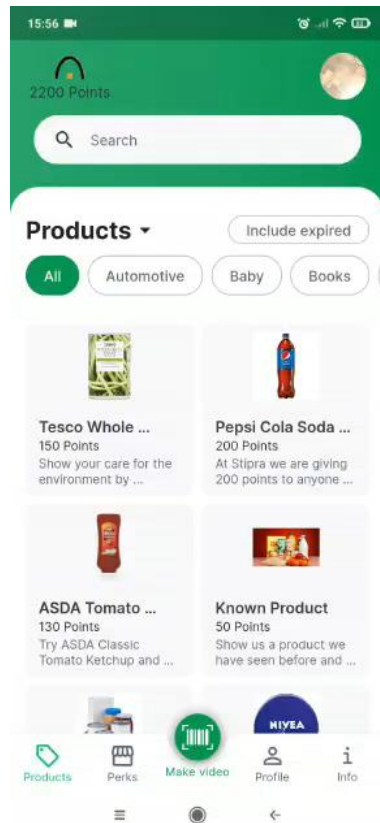 15:56
2200 Points
Search
Products
Include expired
All
Automotive
Baby
Books
Tesco Whole ...
150 Points
Show your care for the
environment by ...
Pepsi Cola Soda ...
200 Points
At Stipra we are giving
200 points to anyone ...
ASDA Tomato ...
130 Points
Try ASDA Classic
Tomato Ketchup and ...
Known Product
50 Points
Show us a product we
have seen before and ...
NIVEA
Products
Perks
Make video
Profile
Info